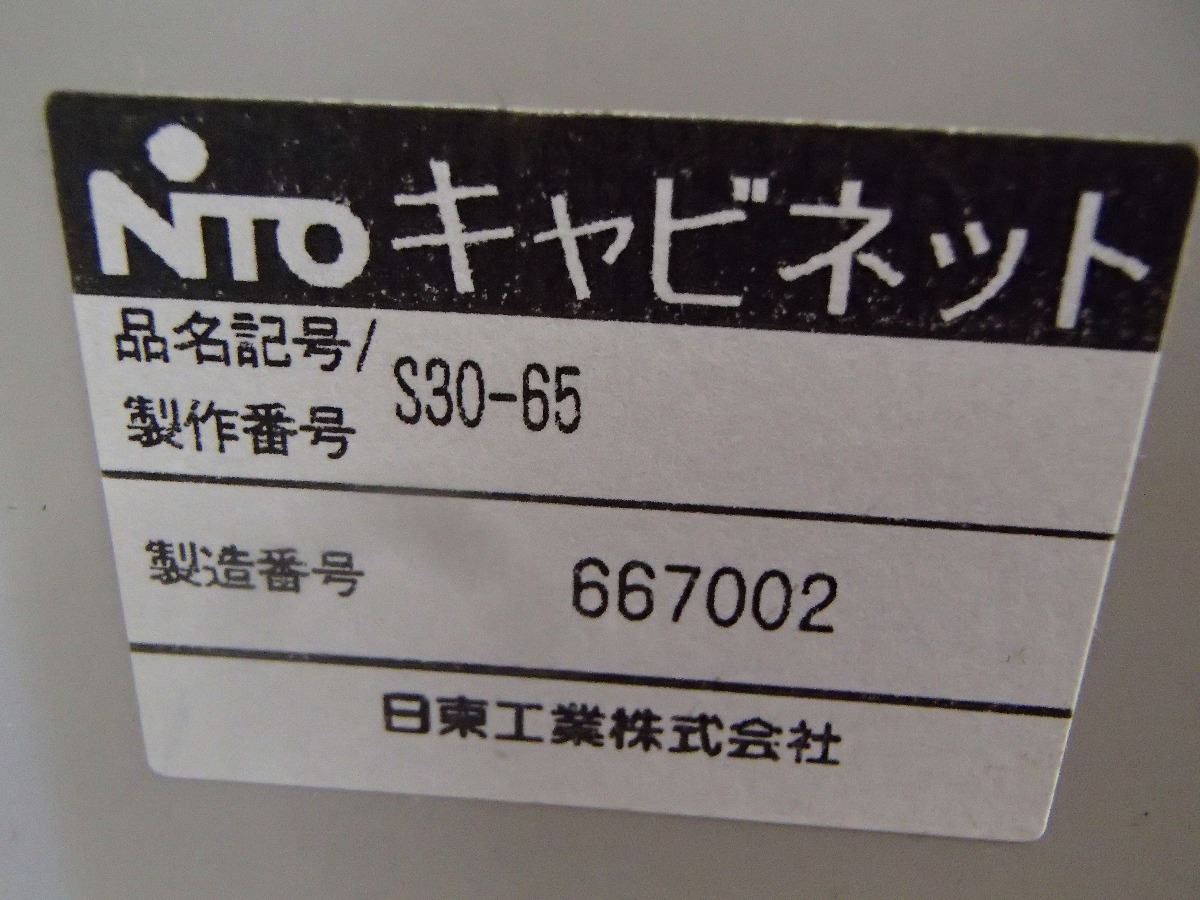 NITO キャビネット
品名記号/
製作番号 S30-65
製造番号 667002
日東工業株式会社